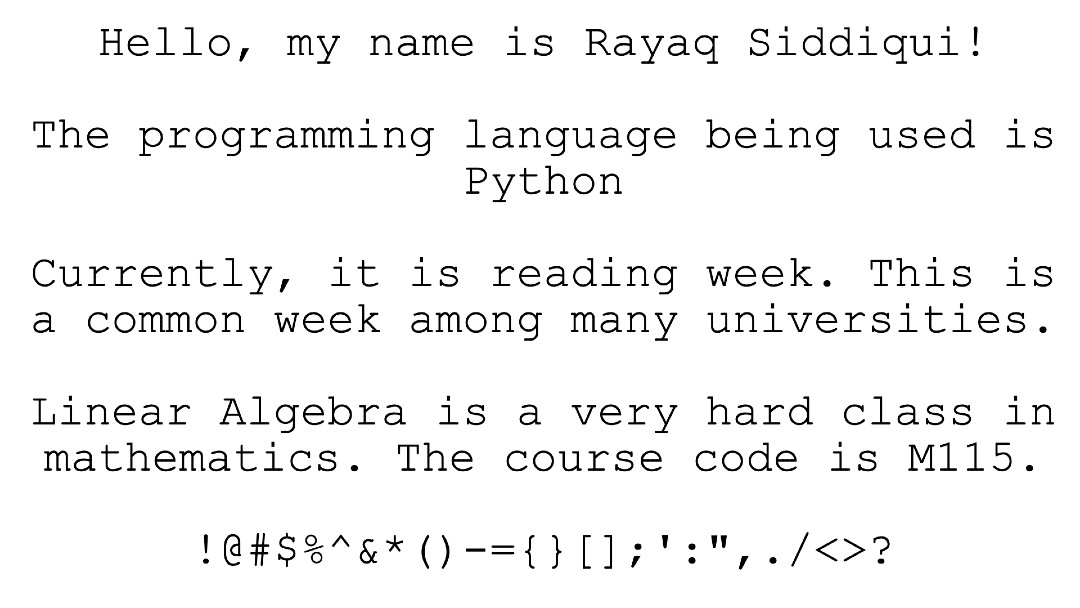 Hello, my name is Rayaq Siddiqui!
The programming language being used is
Python
Currently, it is reading week. This is
a common week among many universities.
Linear Algebra is a very hard class in
mathematics. The course code is M115.
!@#$%^&*()-={}[];':",./<>?